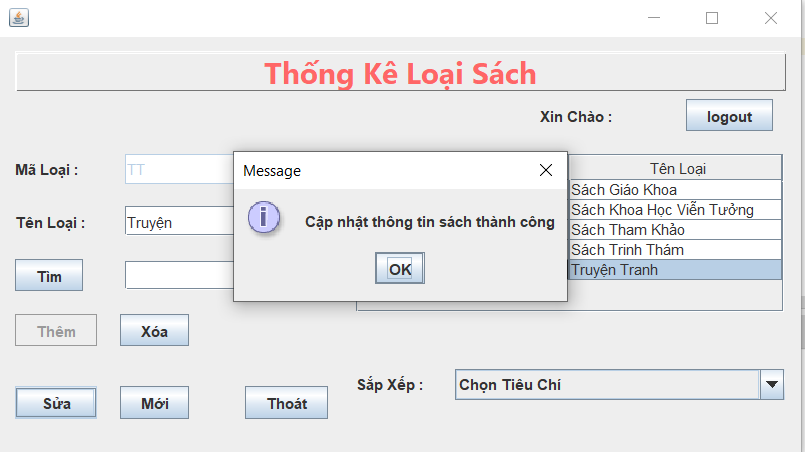 Thống Kê Loại Sách
Xin Chào :
logout
Mã Loại :
TT
Message
Cập nhật thông tin sách thành công
OK
Tên Loại
Sách Giáo Khoa
Sách Khoa Học Viễn Tưởng
Sách Tham Khảo
Sách Trinh Thám
Truyện Tranh
Tên Loại :
Truyện
Tìm
Thêm
Xóa
Sửa
Mới
Thoát
Sắp Xếp :
Chọn Tiêu Chí